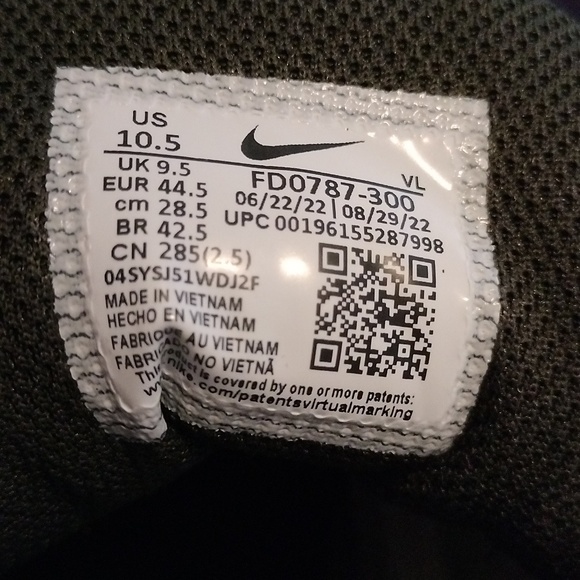 US
10.5
UK 9.5
EUR 44.5
cm 28.5
BR 42.5
CN 285(2.5)
VL
FD0787-300
06/22/22 | 08/29/22
UPC 00196155287998
04SYSJ51WDJ2F
MADE IN VIETNAM
HECHO EN VIETNAM
AU VIETNAM
NO VIETNÃ
is covered by one or more patents:
nike.com/patentsvirtualmarking